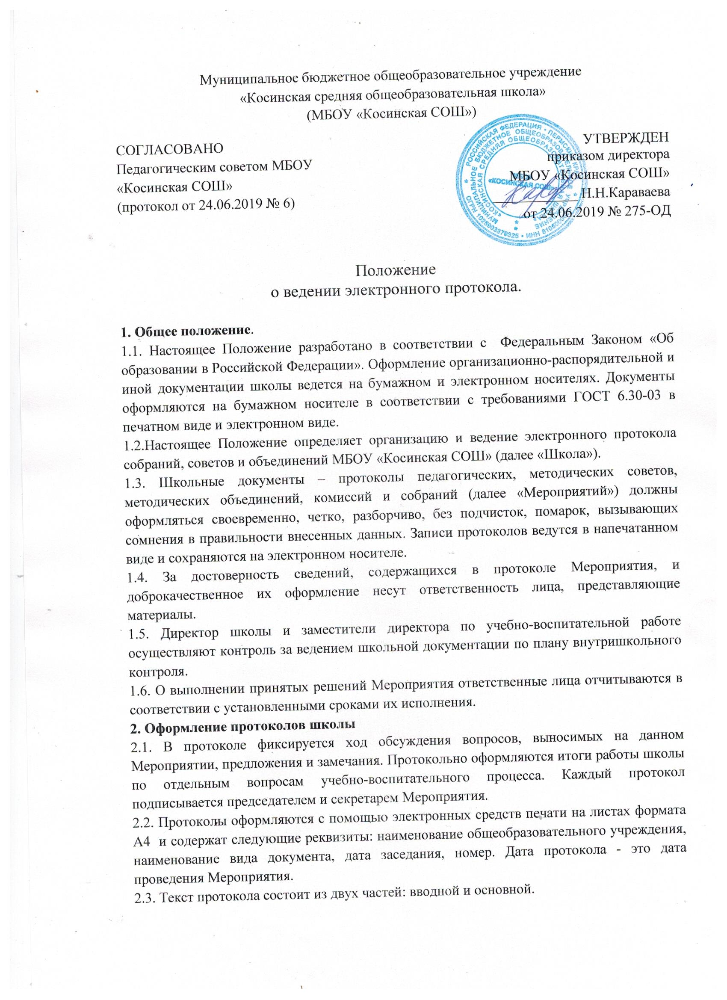 Муниципальное бюджетное общеобразовательное учреждение
«Косинская средняя общеобразовательная школа»
(МБОУ «Косинская СОШ»)
СОГЛАСОВАНО
Педагогическим советом МБОУ
«Косинская СОШ»
(протокол от 24.06.2019 № 6)
УТВЕРЖДЕН
приказом директора
МБОУ «Косинская СОШ»
Н.Н.Караваева
от 24.06.2019 № 275-ОД
РОССИЙСКАЯ ФЕДЕРАЦИЯ • ПЕРМСКИЙ КРАЙ
ОГРН 1025903379325 • ИНН
МУНИЦИПАЛЬНОЕ БЮДЖЕТНОЕ ОБЩЕОБРАЗОВАТЕЛЬНОЕ УЧРЕЖДЕНИЕ
«КОСИНСКАЯ СРЕДНЯЯ ОБЩЕОБРАЗОВАТЕЛЬНАЯ ШКОЛА»
«КОСИНСКАЯ СОШ»
Положение
о ведении электронного протокола.
1. Общее положение.
1.1. Настоящее Положение разработано в соответствии с Федеральным Законом «Об
образовании в Российской Федерации». Оформление организационно-распорядительной и
иной документации школы ведется на бумажном и электронном носителях. Документы
оформляются на бумажном носителе в соответствии с требованиями ГОСТ 6.30-03 в
печатном виде и электронном виде.
1.2.Настоящее Положение определяет организацию и ведение электронного протокола
собраний, советов и объединений МБОУ «Косинская СОШ» (далее «Школа»).
1.3. Школьные документы – протоколы педагогических, методических советов,
методических объединений, комиссий и собраний (далее «Мероприятий») должны
оформляться своевременно, четко, разборчиво, без подчисток, помарок, вызывающих
сомнения в правильности внесенных данных. Записи протоколов ведутся в напечатанном
виде и сохраняются на электронном носителе.
1.4. За достоверность сведений, содержащихся в протоколе Мероприятия, и
доброкачественное их оформление несут ответственность лица, представляющие
материалы.
1.5. Директор школы и заместители директора по учебно-воспитательной работе
осуществляют контроль за ведением школьной документации по плану внутришкольного
контроля.
1.6. О выполнении принятых решений Мероприятия ответственные лица отчитываются в
соответствии с установленными сроками их исполнения.
2. Оформление протоколов школы
2.1. В протоколе фиксируется ход обсуждения вопросов, выносимых на данном
Мероприятии, предложения и замечания. Протокольно оформляются итоги работы школы
по отдельным вопросам учебно-воспитательного процесса. Каждый протокол
подписывается председателем и секретарем Мероприятия.
2.2. Протоколы оформляются с помощью электронных средств печати на листах формата
А4 и содержат следующие реквизиты: наименование общеобразовательного учреждения,
наименование вида документа, дата заседания, номер. Дата протокола - это дата
проведения Мероприятия.
2.3. Текст протокола состоит из двух частей: вводной и основной.